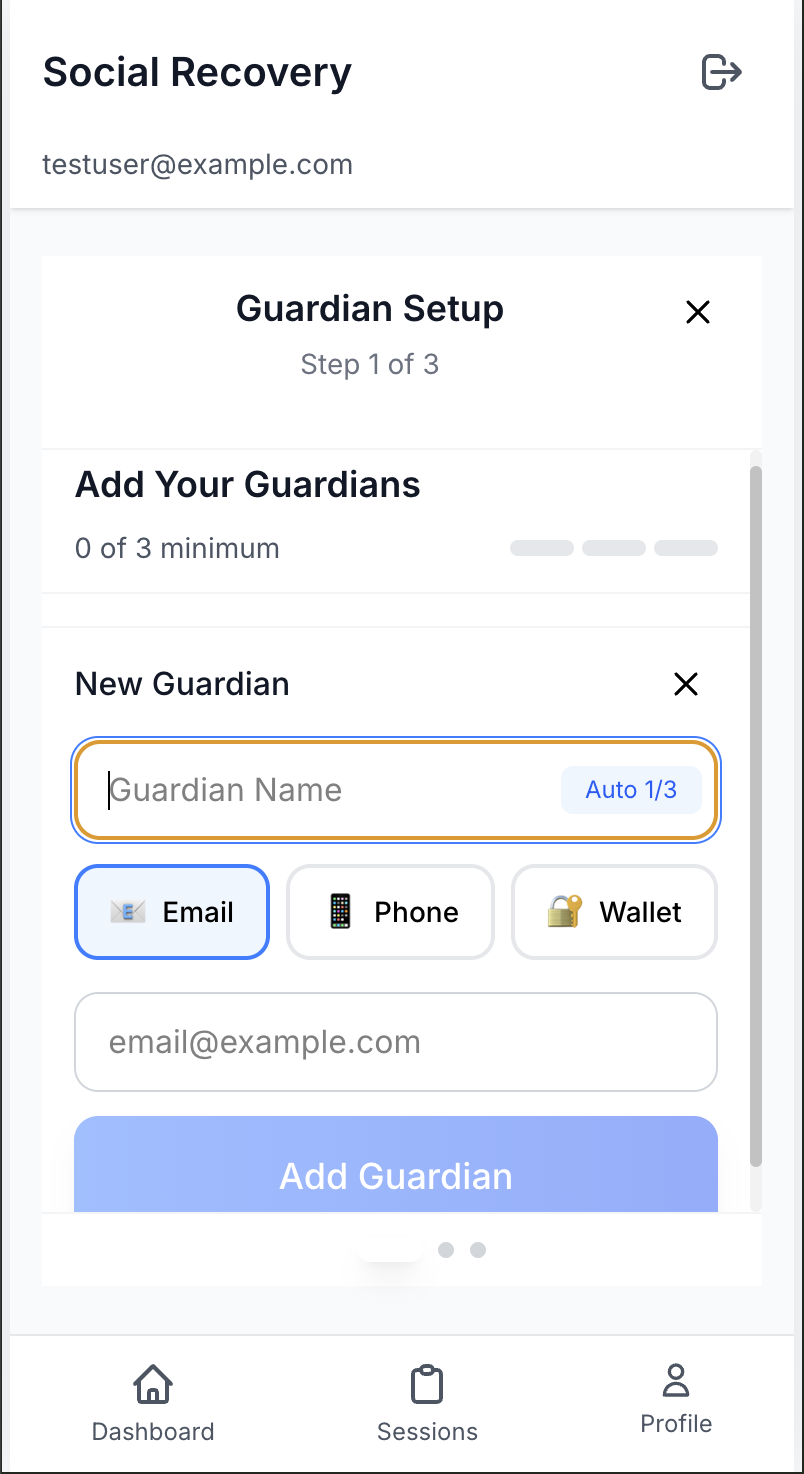 Social Recovery
testuser@example.com
Guardian Setup
Step 1 of 3
Add Your Guardians
0 of 3 minimum
New Guardian
Guardian Name
Auto 1/3
Email
Phone
Wallet
email@example.com
Add Guardian
Dashboard
Sessions
Profile